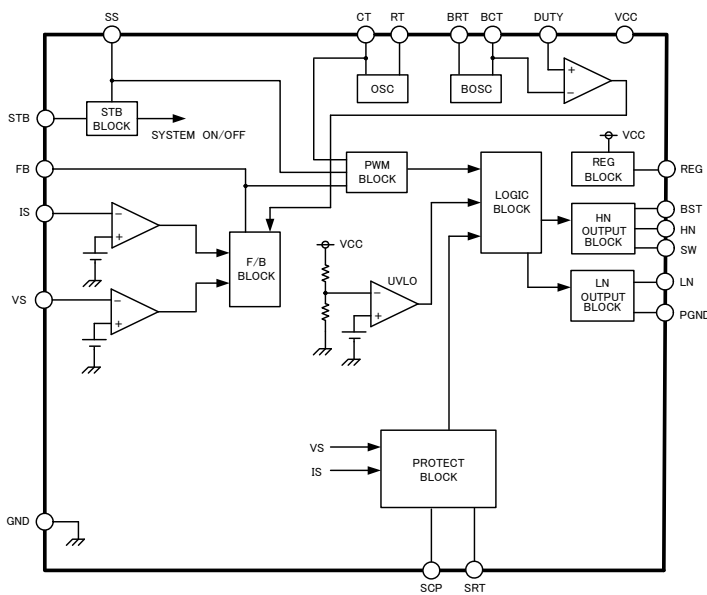 SS
CT
RT
BRT
BCT
DUTY
VCC
OSC
BOSC
+
−
STB
STB
BLOCK
SYSTEM ON/OFF
FB
PWM
BLOCK
LOGIC
BLOCK
VCC
REG
BLOCK
REG
IS
−
+
F/B
BLOCK
VCC
HN
OUTPUT
BLOCK
BST
HN
SW
VS
−
+
UVLO
−
+
LN
OUTPUT
BLOCK
LN
PGND
VS
IS
PROTECT
BLOCK
GND
SCP
SRT